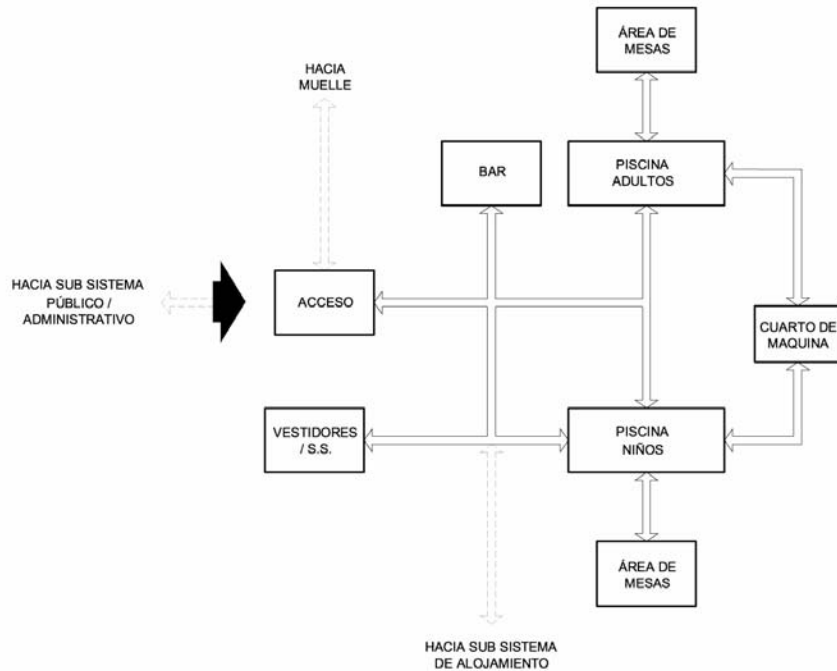 ÁREA DE
MESAS
HACIA
MUELLE
BAR
PISCINA
ADULTOS
HACIA SUB SISTEMA
PÚBLICO /
ADMINISTRATIVO
ACCESO
CUARTO DE
MAQUINA
VESTIDORES
/ S.S.
PISCINA
NIÑOS
ÁREA DE
MESAS
HACIA SUB SISTEMA
DE ALOJAMIENTO